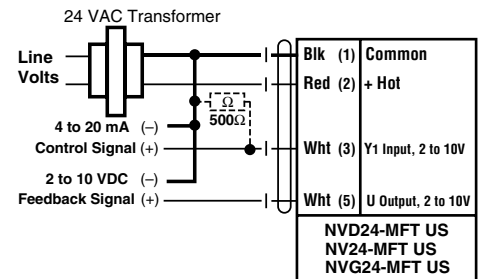 24 VAC Transformer
Line
Volts
Blk (1) Common
Red (2) + Hot
Ω
500Ω
4 to 20 mA (–)
Control Signal (+)
Wht (3) Y1 Input, 2 to 10V
2 to 10 VDC (–)
Feedback Signal (+)
Wht (5) U Output, 2 to 10V
NVD24-MFT US
NV24-MFT US
NVG24-MFT US